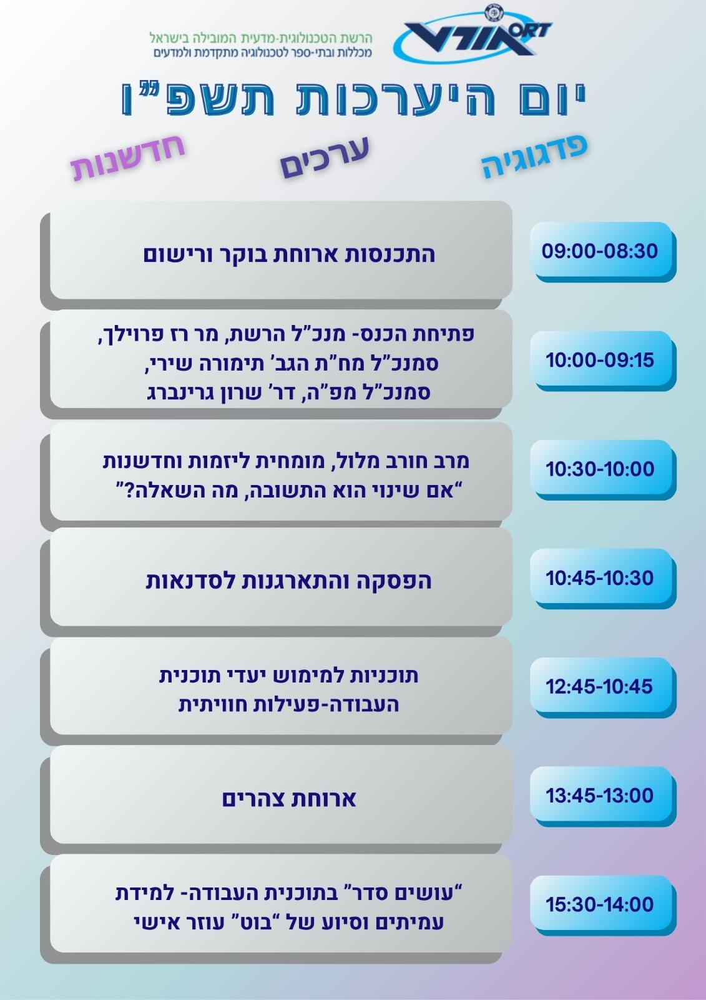 אורט ORT
הרשת הטכנולוגית-מדעית המובילה בישראל
מכללות ובתי-ספר לטכנולוגיה מתקדמת ולמדעים
יום היערכות תשפ”ו
פדגוגיה ערכים חדשנות
09:00-08:30
התכנסות ארוחת בוקר ורישום
10:00-09:15
פתיחת הכנס- מנכ”ל הרשת, מר רז פרוילך,
סמנכ”ל מח”ת הגב’ תימורה שירי,
סמנכ”ל מפ”ה, דר’ שרון גרינברג
10:30-10:00
מרב חורב מלול, מומחית ליזמות וחדשנות
“אם שינוי הוא התשובה, מה השאלה?”
10:45-10:30
הפסקה והתארגנות לסדנאות
12:45-10:45
תוכניות למימוש יעדי תוכנית
העבודה-פעילות חוויתית
13:45-13:00
ארוחת צהרים
15:30-14:00
“עושים סדר” בתוכנית העבודה- למידת
עמיתים וסיוע של “בוט” עוזר אישי